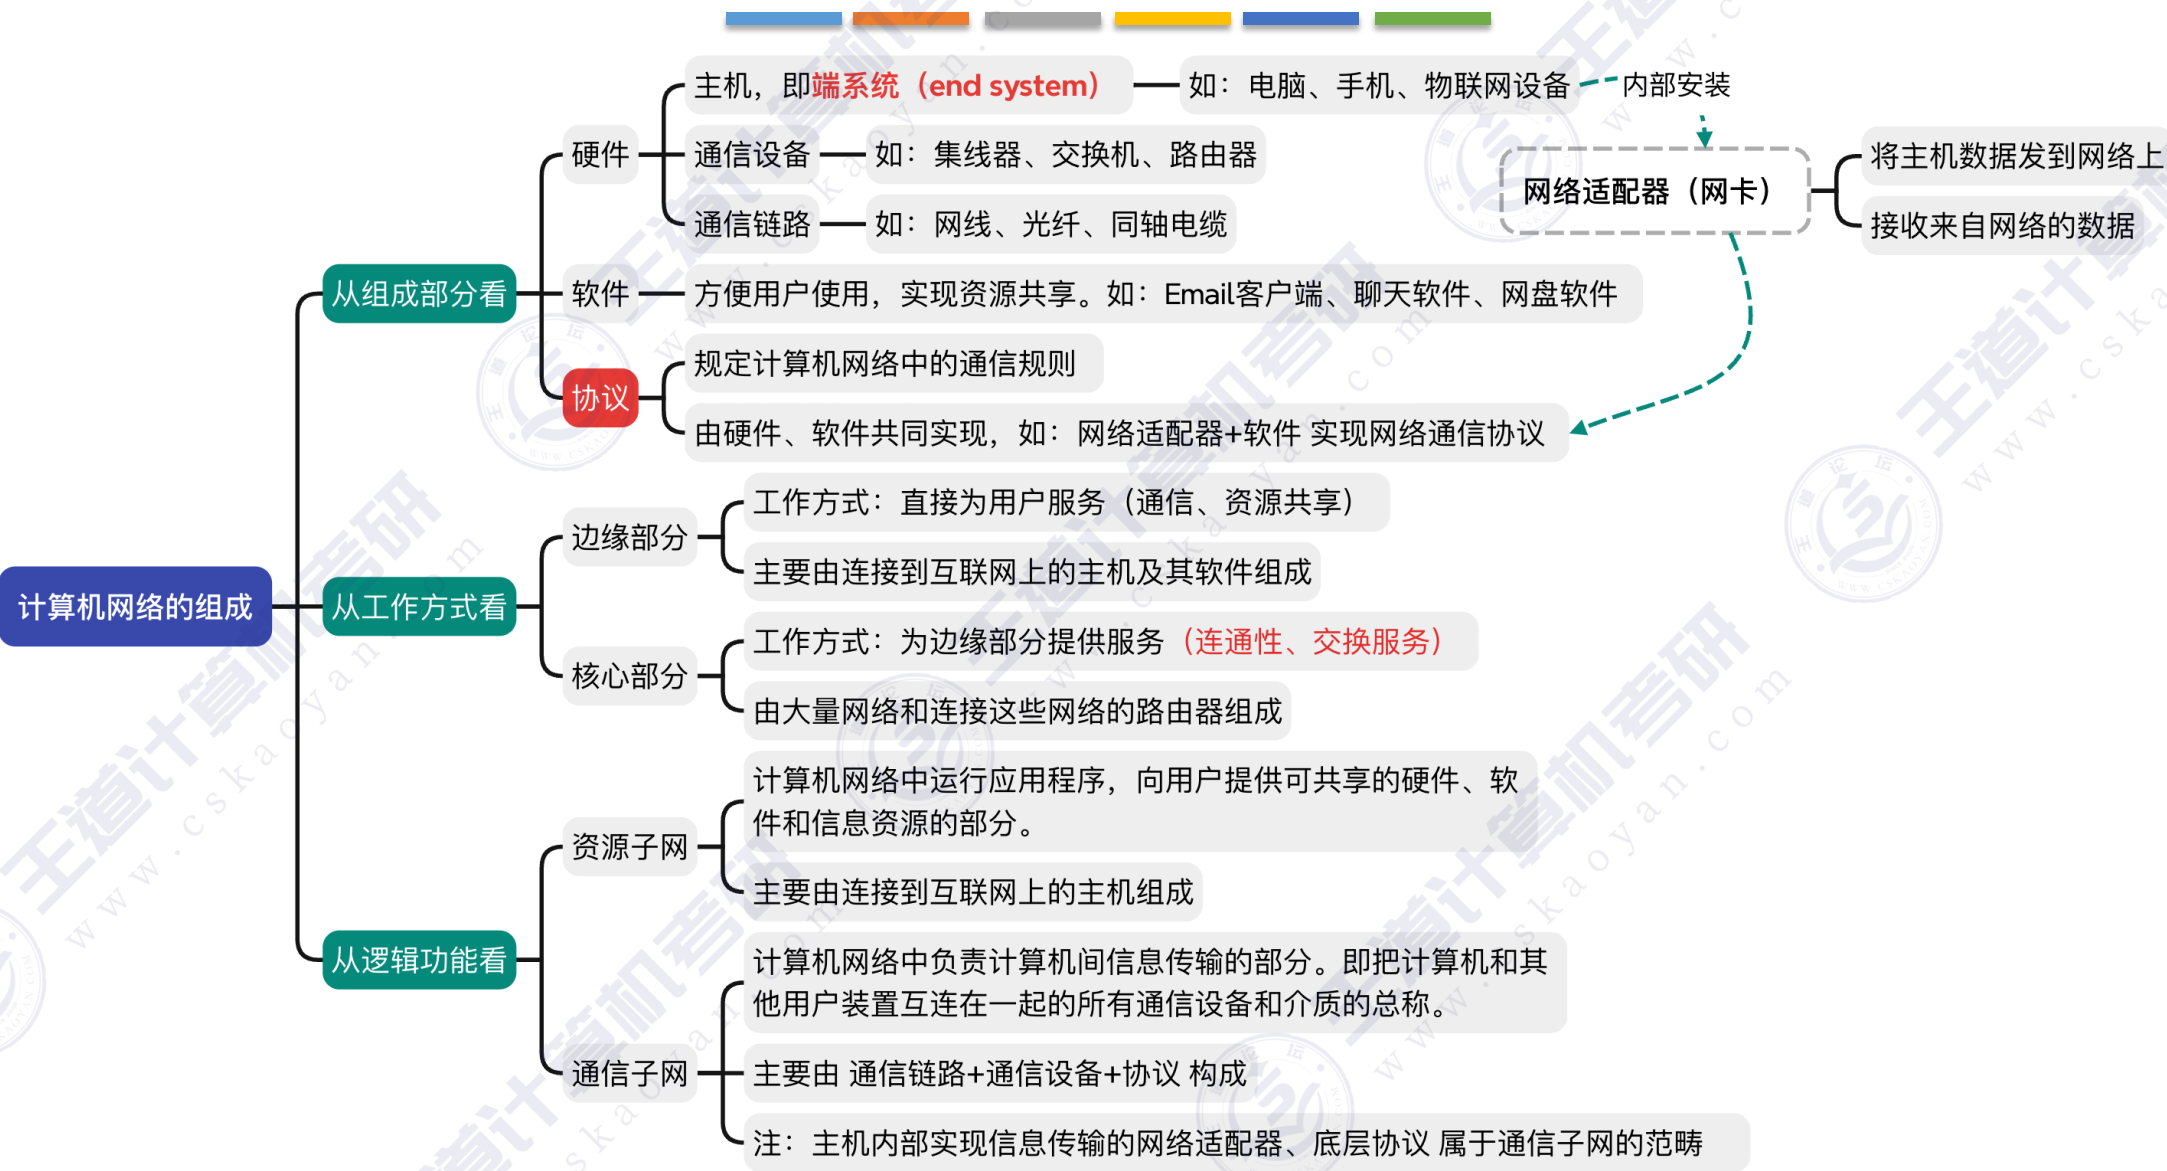 计算机网络的组成
从组成部分看
硬件
主机，即端系统（end system）
如：电脑、手机、物联网设备
内部安装
网络适配器（网卡）
将主机数据发到网络上
接收来自网络的数据
通信设备
如：集线器、交换机、路由器
通信链路
如：网线、光纤、同轴电缆
软件
方便用户使用，实现资源共享。如：Email客户端、聊天软件、网盘软件
协议
规定计算机网络中的通信规则
由硬件、软件共同实现，如：网络适配器+软件 实现网络通信协议
从工作方式看
边缘部分
工作方式：直接为用户服务（通信、资源共享）
主要由连接到互联网上的主机及其软件组成
核心部分
工作方式：为边缘部分提供服务（连通性、交换服务）
由大量网络和连接这些网络的路由器组成
从逻辑功能看
资源子网
计算机网络中运行应用程序，向用户提供可共享的硬件、软
件和信息资源的部分。
主要由连接到互联网上的主机组成
通信子网
计算机网络中负责计算机间信息传输的部分。即把计算机和其
他用户装置互连在一起的所有通信设备和介质的总称。
主要由 通信链路+通信设备+协议 构成
注：主机内部实现信息传输的网络适配器、底层协议 属于通信子网的范畴
王道计算机考研
www.cskaoyan.com